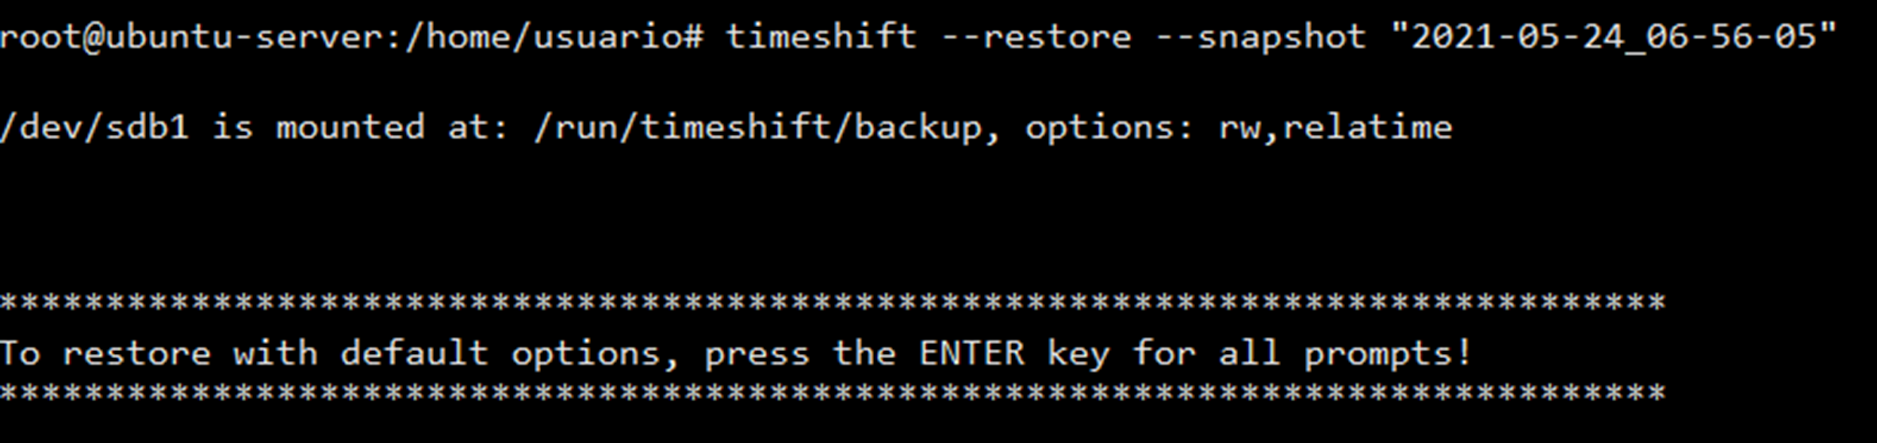 root@ubuntu-server:/home/usuario# timeshift --restore --snapshot "2021-05-24_06-56-05"
/dev/sdb1 is mounted at: /run/timeshift/backup, options: rw,relatime
******************************************************************************
To restore with default options, press the ENTER key for all prompts!
******************************************************************************